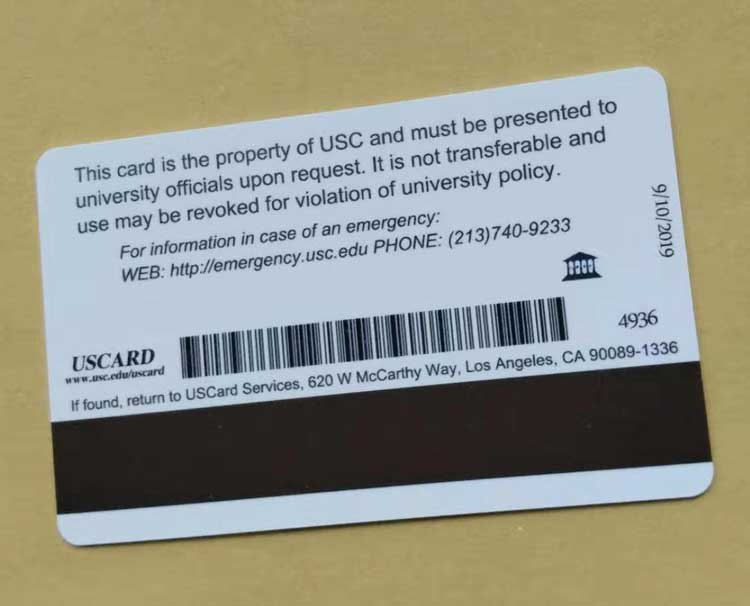 This card is the property of USC and must be presented to
university officials upon request. It is not transferable and
use may be revoked for violation of university policy.
For information in case of an emergency:
WEB: http://emergency.usc.edu PHONE: (213)740-9233
9/10/2019
USCARD
www.usc.edu/uscard
4936
If found, return to USCard Services, 620 W McCarthy Way, Los Angeles, CA 90089-1336